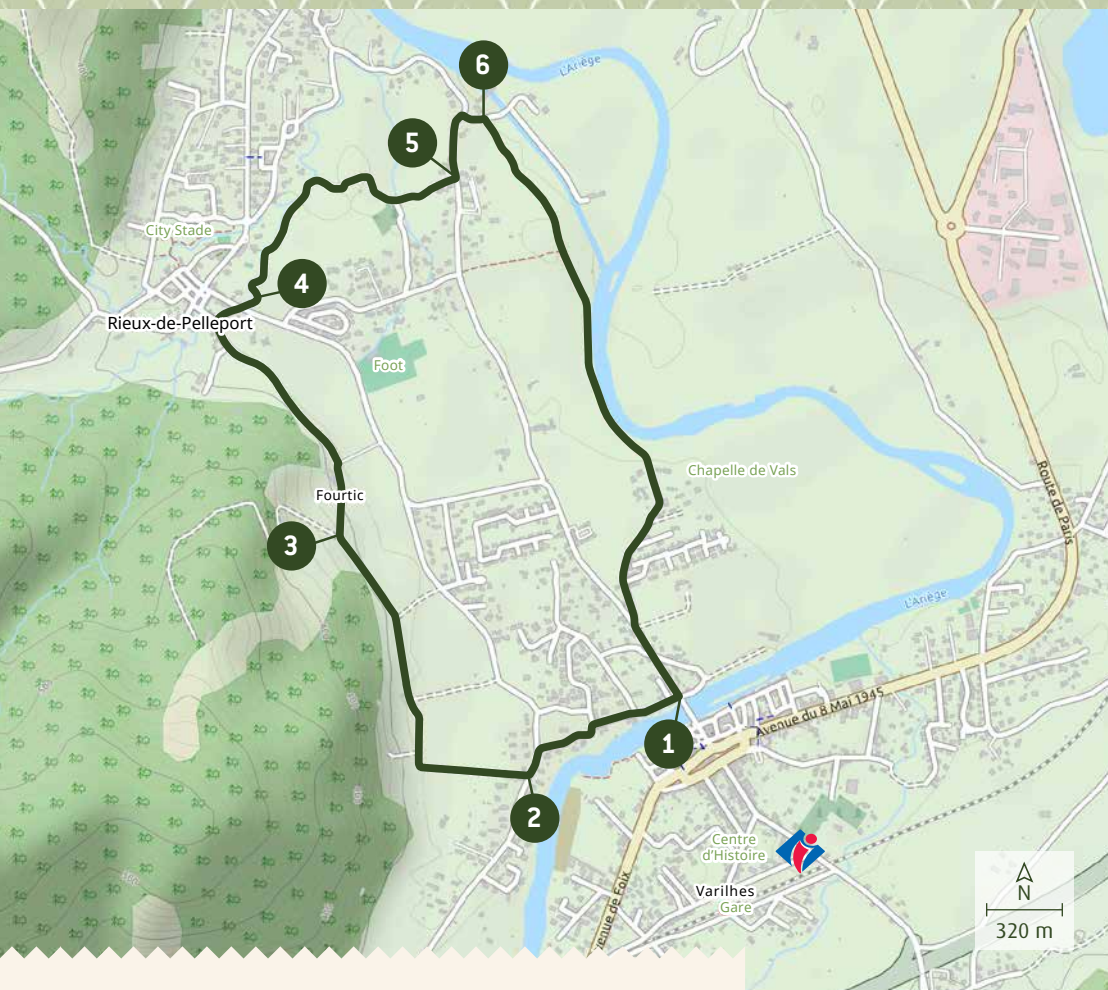 6
L'Ariège
5
City Stade
4
Rieux-de-Pelleport
Foot
Chapelle de Vals
Route de Paris
Fourtic
3
L'Ariège
Avenue du 8 Mai 1945
1
2
Centre
d'Histoire
Varilhes
Gare
venue de Foix
N
320 m